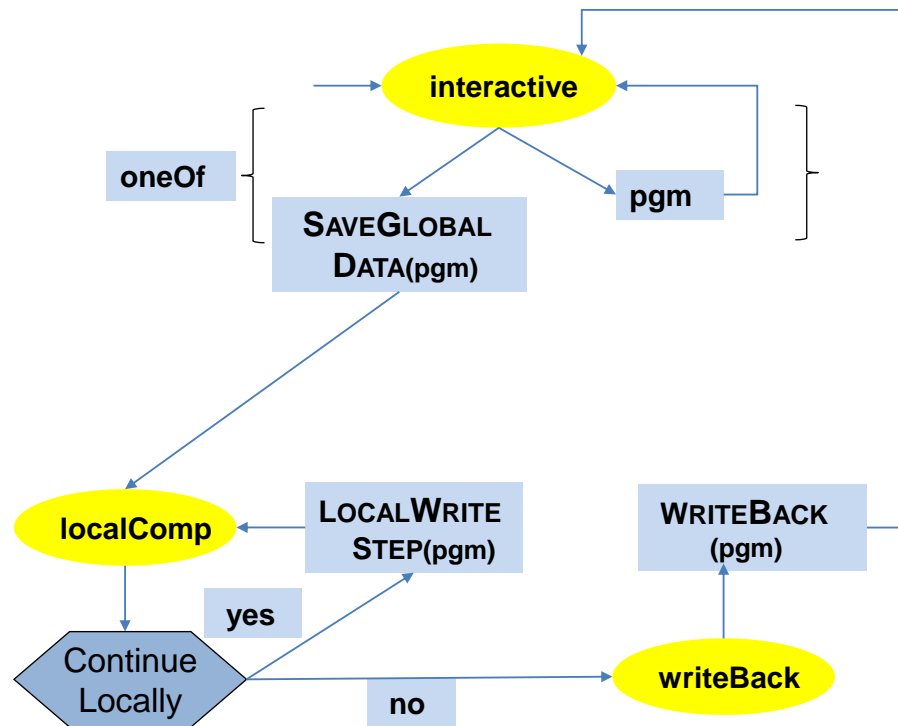 interactive
oneOf
pgm
SAVEGLOBAL
DATA(pgm)
localComp
LOCALWRITE
STEP(pgm)
WRITEBACK
(pgm)
yes
Continue
Locally
no
writeBack